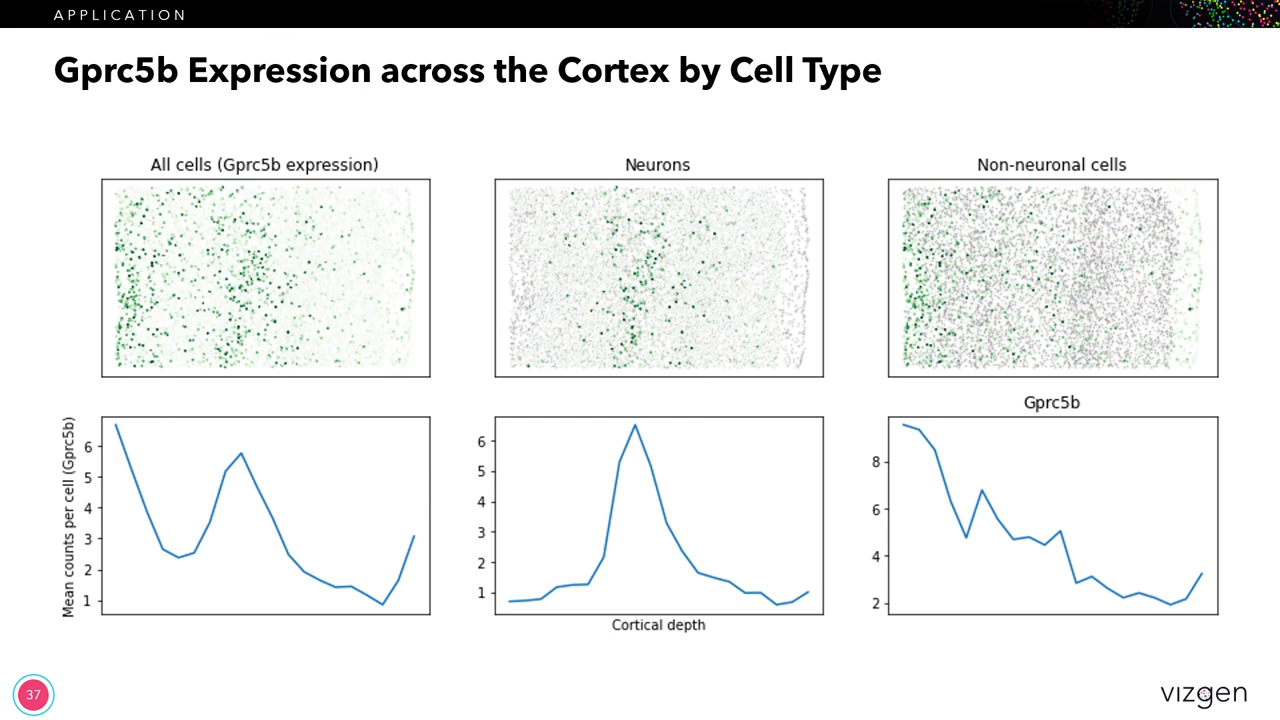 APPLICATION
Gprc5b Expression across the Cortex by Cell Type
All cells (Gprc5b expression)
Neurons
Non-neuronal cells
Mean counts per cell (Gprc5b)
6
5
4
3
2
1
6
5
4
3
2
1
Cortical depth
Gprc5b
8
6
4
2
37
vizgen